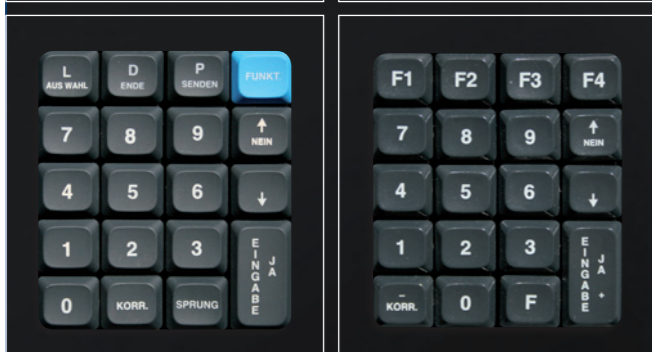 L
AUS WAHL
D
ENDE
P
SENDEN
FUNKT.
7
8
9
↑
NEIN
4
5
6
↓
1
2
3
EINGABE
JA
0
KORR.
SPRUNG
F1
F2
F3
F4
7
8
9
↑
NEIN
4
5
6
↓
1
2
3
EINGABE
JA +
–
KORR.
0
F